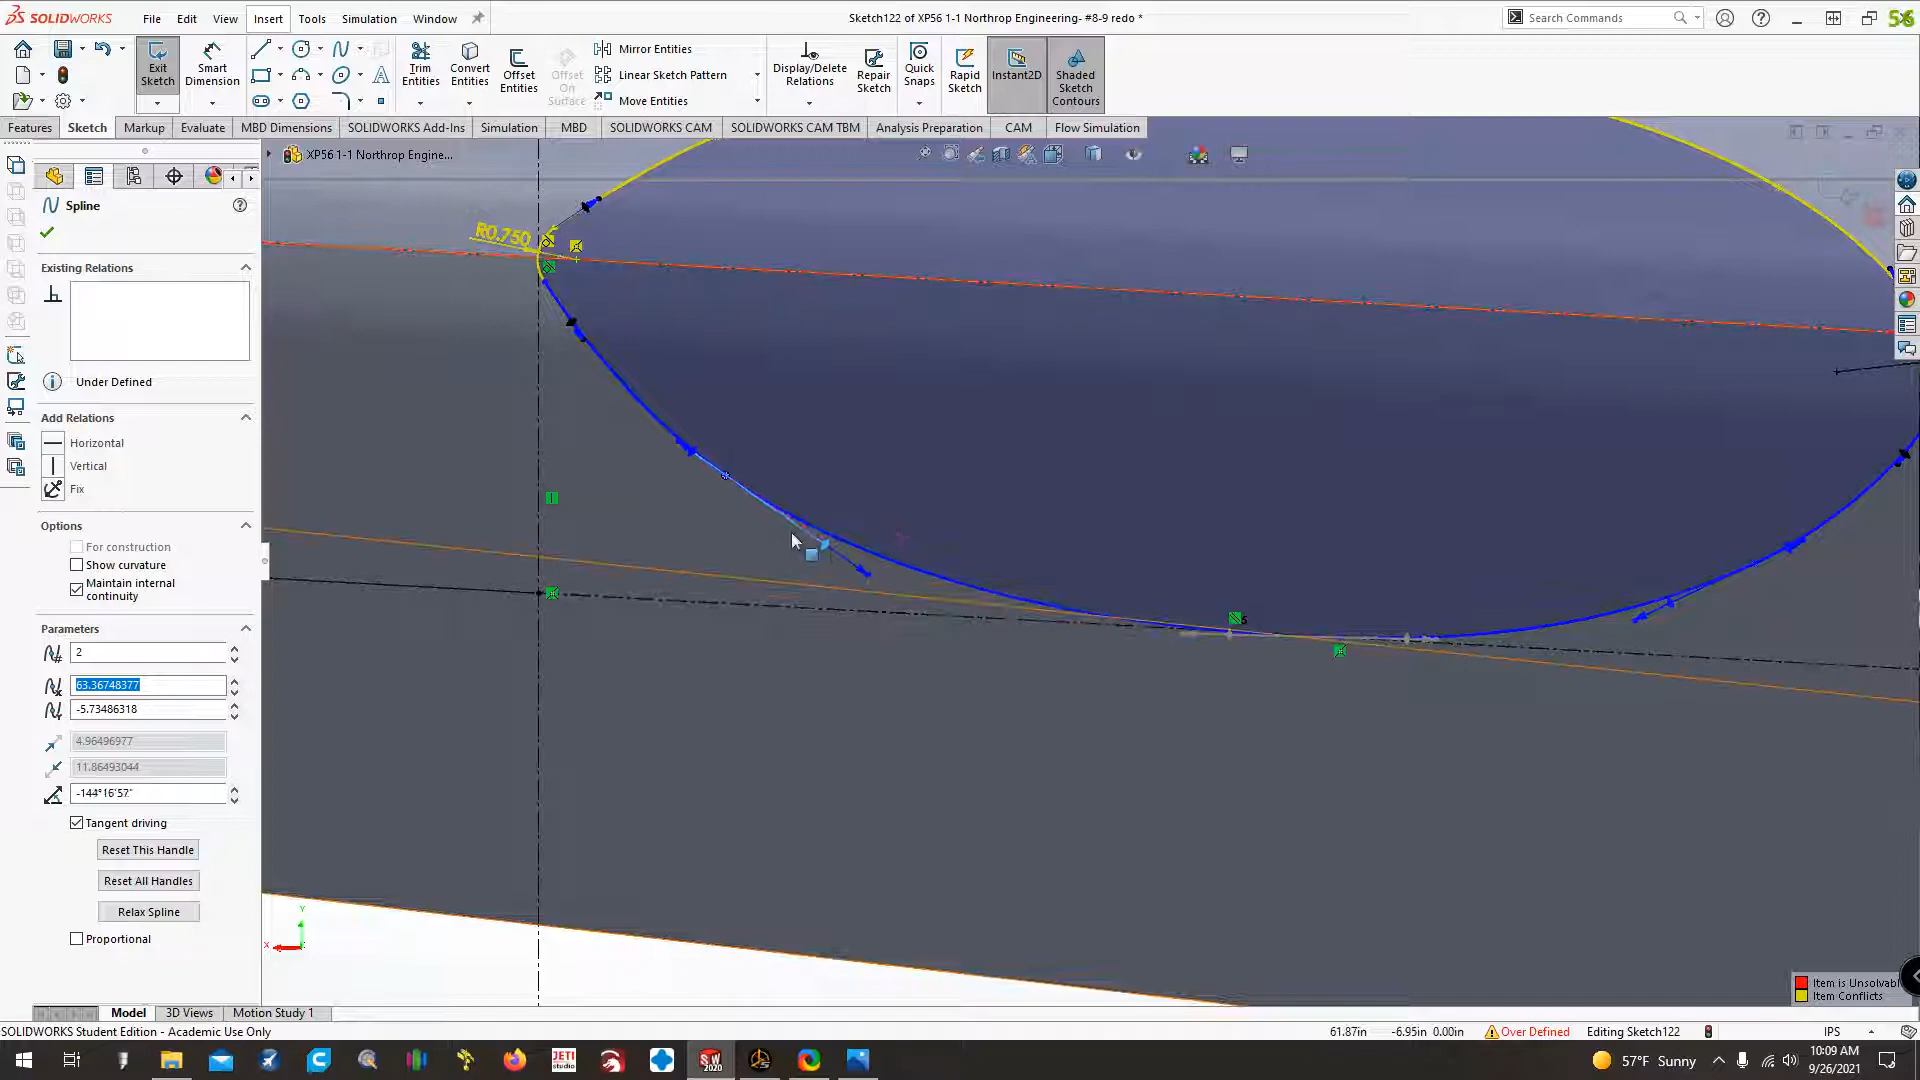 SOLIDWORKS File Edit View Insert Tools Simulation Window Sketch122 of XP56 1-1 Northrop Engineering- #8-9 redo * Search Commands 56
Exit Sketch
Smart Dimension
Trim Entities
Convert Entities
Offset Entities
Offset On Surface
Mirror Entities
Linear Sketch Pattern
Move Entities
Display/Delete Relations
Repair Sketch
Quick Snaps
Rapid Sketch
Instant2D
Shaded Sketch Contours
Features Sketch Markup Evaluate MBD Dimensions SOLIDWORKS Add-Ins Simulation MBD SOLIDWORKS CAM SOLIDWORKS CAM TBM Analysis Preparation CAM Flow Simulation
XP56 1-1 Northrop Engine...
Spline
R0.750
Existing Relations
Under Defined
Add Relations
Horizontal
Vertical
Fix
Options
For construction
Show curvature
Maintain internal
continuity
Parameters
2
63.36748377
-5.73486318
4.96496977
11.86493044
-144°16'57"
Tangent driving
Reset This Handle
Reset All Handles
Relax Spline
Proportional
Y
X
Item is Unsolvabl
Item Conflicts
Model 3D Views Motion Study 1
SOLIDWORKS Student Edition - Academic Use Only 61.87in -6.95in 0.00in Over Defined Editing Sketch122 IPS
JETI studio
SW 2020
57°F Sunny
10:09 AM
9/26/2021